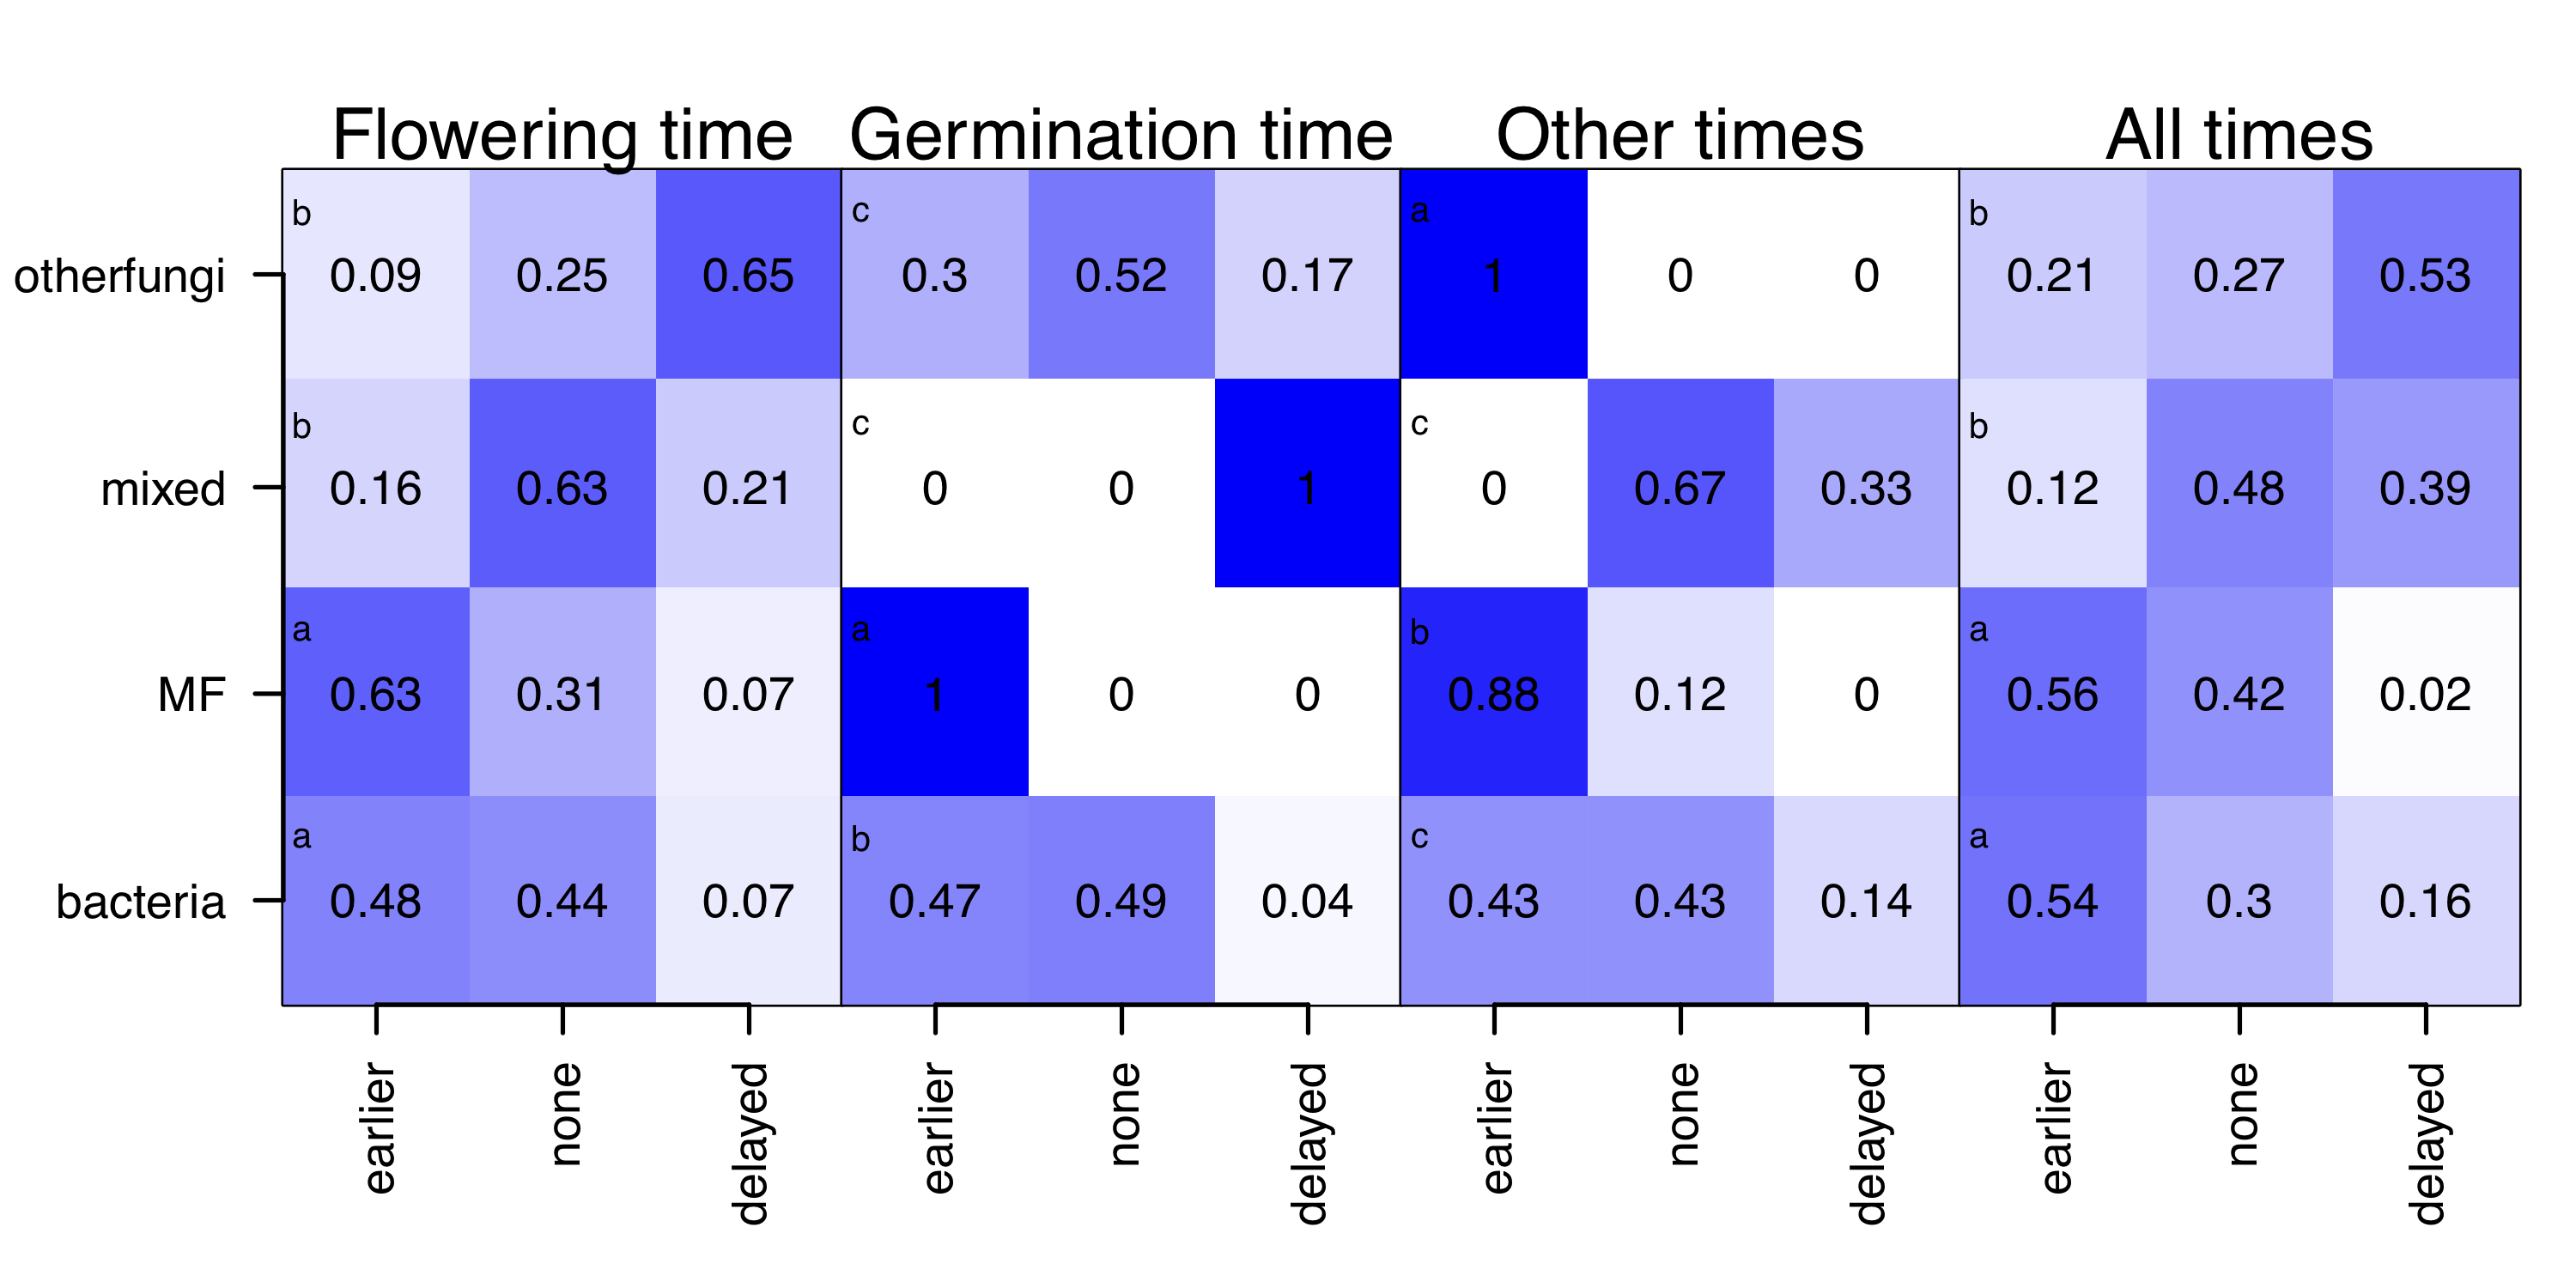 Flowering time Germination time Other times All times
b c a b
otherfungi 0.09 0.25 0.65 0.3 0.52 0.17 1 0 0 0.21 0.27 0.53
b c c b
mixed 0.16 0.63 0.21 0 0 1 0 0.67 0.33 0.12 0.48 0.39
a a b a
MF 0.63 0.31 0.07 1 0 0 0.88 0.12 0 0.56 0.42 0.02
a b c a
bacteria 0.48 0.44 0.07 0.47 0.49 0.04 0.43 0.43 0.14 0.54 0.3 0.16
earlier none delayed earlier none delayed earlier none delayed earlier none delayed